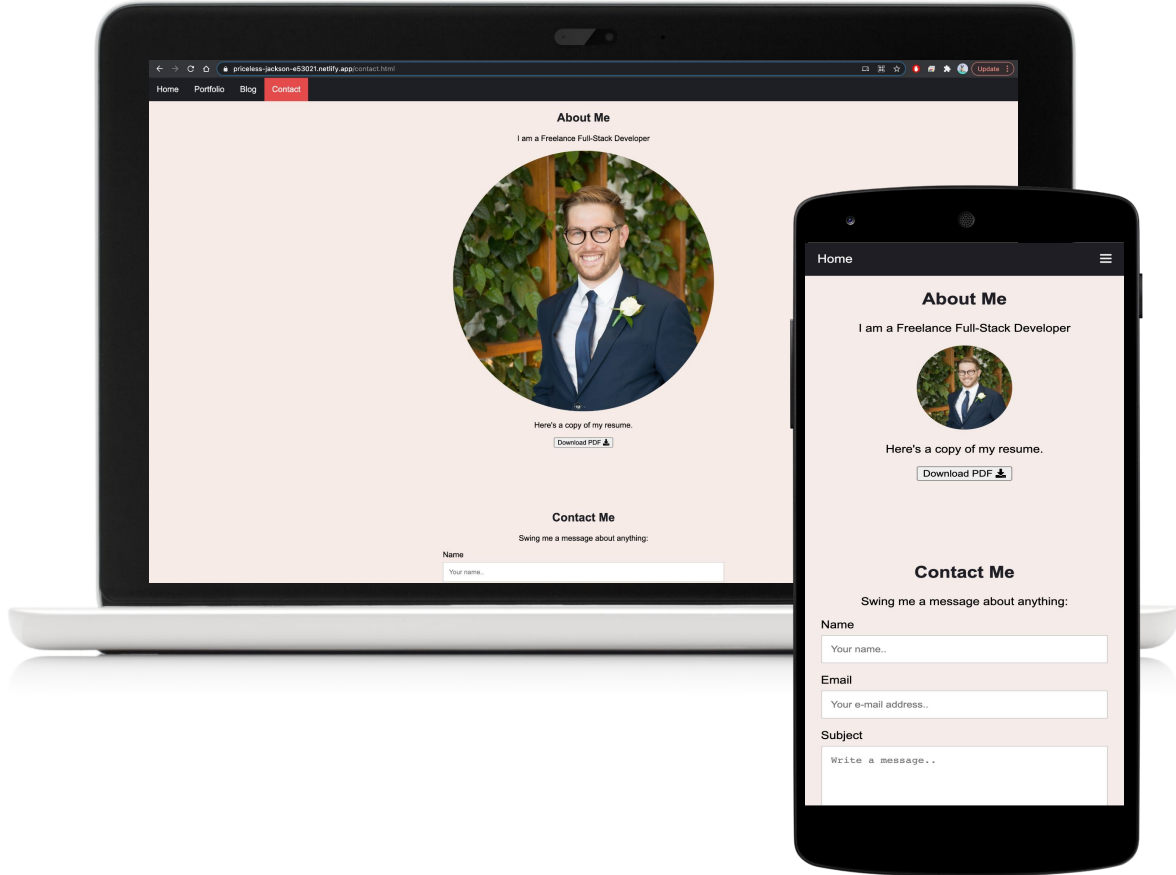 priceless-jackson-e53021.netlify.app/contact.html
Update
Home Portfolio Blog Contact
About Me
I am a Freelance Full-Stack Developer
Here's a copy of my resume.
Download PDF
Contact Me
Swing me a message about anything:
Name
Your name..
Home
About Me
I am a Freelance Full-Stack Developer
Here's a copy of my resume.
Download PDF
Contact Me
Swing me a message about anything:
Name
Your name..
Email
Your e-mail address..
Subject
Write a message..